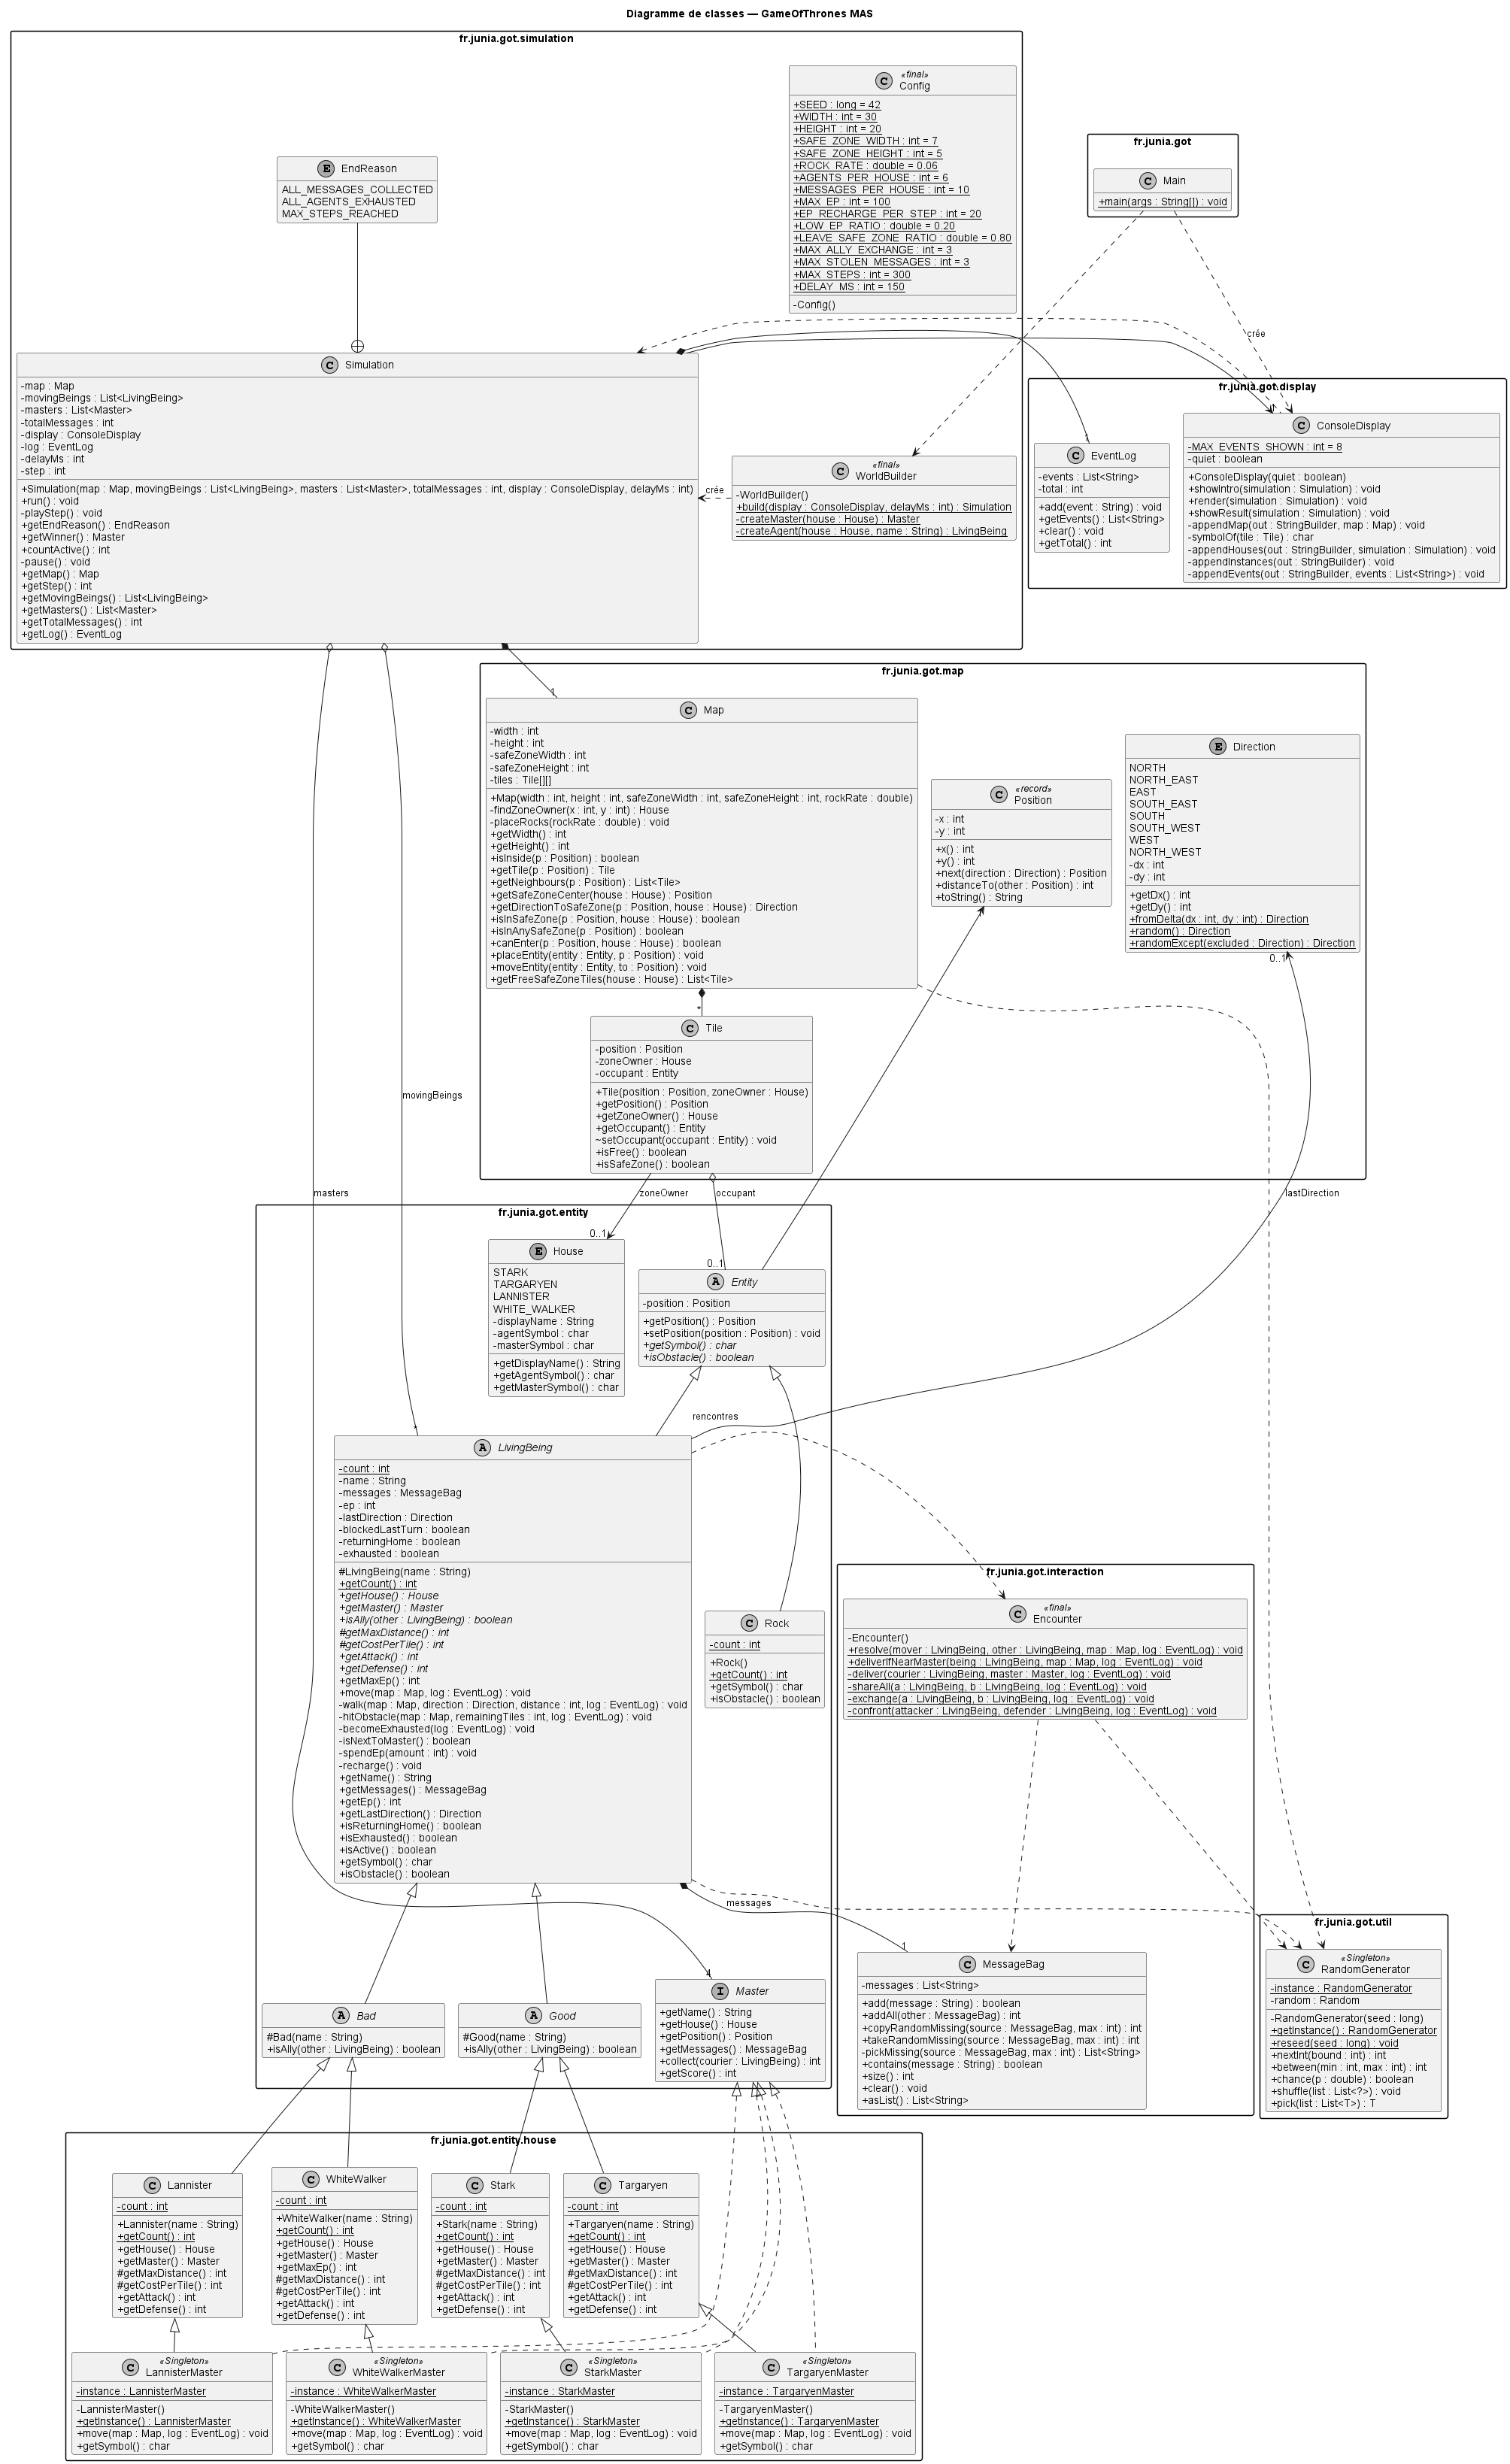 Diagramme de classes — GameOfThrones MAS
fr.junia.got.simulation
C «final» Config
+SEED : long = 42
+WIDTH : int = 30
+HEIGHT : int = 20
+SAFE_ZONE_WIDTH : int = 7
+SAFE_ZONE_HEIGHT : int = 5
+ROCK_RATE : double = 0.06
+AGENTS_PER_HOUSE : int = 6
+MESSAGES_PER_HOUSE : int = 10
+MAX_EP : int = 100
+EP_RECHARGE_PER_STEP : int = 20
+LOW_EP_RATIO : double = 0.20
+LEAVE_SAFE_ZONE_RATIO : double = 0.80
+MAX_ALLY_EXCHANGE : int = 3
+MAX_STOLEN_MESSAGES : int = 3
+MAX_STEPS : int = 300
+DELAY_MS : int = 150
-Config()
E EndReason
ALL_MESSAGES_COLLECTED
ALL_AGENTS_EXHAUSTED
MAX_STEPS_REACHED
fr.junia.got
C Main
+main(args : String[]) : void
crée
C Simulation
-map : Map
-movingBeings : List<LivingBeing>
-masters : List<Master>
-totalMessages : int
-display : ConsoleDisplay
-log : EventLog
-delayMs : int
-step : int
+Simulation(map : Map, movingBeings : List<LivingBeing>, masters : List<Master>, totalMessages : int, display : ConsoleDisplay, delayMs : int)
+run() : void
-playStep() : void
+getEndReason() : EndReason
+getWinner() : Master
+countActive() : int
-pause() : void
+getMap() : Map
+getStep() : int
+getMovingBeings() : List<LivingBeing>
+getMasters() : List<Master>
+getTotalMessages() : int
+getLog() : EventLog
crée
C «final» WorldBuilder
-WorldBuilder()
+build(display : ConsoleDisplay, delayMs : int) : Simulation
-createMaster(house : House) : Master
-createAgent(house : House, name : String) : LivingBeing
fr.junia.got.display
1
1
C EventLog
-events : List<String>
-total : int
+add(event : String) : void
+getEvents() : List<String>
+clear() : void
+getTotal() : int
C ConsoleDisplay
-MAX_EVENTS_SHOWN : int = 8
-quiet : boolean
+ConsoleDisplay(quiet : boolean)
+showIntro(simulation : Simulation) : void
+render(simulation : Simulation) : void
+showResult(simulation : Simulation) : void
-appendMap(out : StringBuilder, map : Map) : void
-symbolOf(tile : Tile) : char
-appendHouses(out : StringBuilder, simulation : Simulation) : void
-appendInstances(out : StringBuilder) : void
-appendEvents(out : StringBuilder, events : List<String>) : void
fr.junia.got.map
1
C Map
-width : int
-height : int
-safeZoneWidth : int
-safeZoneHeight : int
-tiles : Tile[][]
+Map(width : int, height : int, safeZoneWidth : int, safeZoneHeight : int, rockRate : double)
-findZoneOwner(x : int, y : int) : House
-placeRocks(rockRate : double) : void
+getWidth() : int
+getHeight() : int
+isInside(p : Position) : boolean
+getTile(p : Position) : Tile
+getNeighbours(p : Position) : List<Tile>
+getSafeZoneCenter(house : House) : Position
+getDirectionToSafeZone(p : Position, house : House) : Direction
+isInSafeZone(p : Position, house : House) : boolean
+isInAnySafeZone(p : Position) : boolean
+canEnter(p : Position, house : House) : boolean
+placeEntity(entity : Entity, p : Position) : void
+moveEntity(entity : Entity, to : Position) : void
+getFreeSafeZoneTiles(house : House) : List<Tile>
C «record» Position
-x : int
-y : int
+x() : int
+y() : int
+next(direction : Direction) : Position
+distanceTo(other : Position) : int
+toString() : String
E Direction
NORTH
NORTH_EAST
EAST
SOUTH_EAST
SOUTH
SOUTH_WEST
WEST
NORTH_WEST
-dx : int
-dy : int
+getDx() : int
+getDy() : int
+fromDelta(dx : int, dy : int) : Direction
+random() : Direction
+randomExcept(excluded : Direction) : Direction
0..1
*
C Tile
-position : Position
-zoneOwner : House
-occupant : Entity
+Tile(position : Position, zoneOwner : House)
+getPosition() : Position
+getZoneOwner() : House
+getOccupant() : Entity
~setOccupant(occupant : Entity) : void
+isFree() : boolean
+isSafeZone() : boolean
movingBeings
masters
zoneOwner
occupant
lastDirection
fr.junia.got.entity
0..1
0..1
E House
STARK
TARGARYEN
LANNISTER
WHITE_WALKER
-displayName : String
-agentSymbol : char
-masterSymbol : char
+getDisplayName() : String
+getAgentSymbol() : char
+getMasterSymbol() : char
A Entity
-position : Position
+getPosition() : Position
+setPosition(position : Position) : void
+getSymbol() : char
+isObstacle() : boolean
rencontres
*
A LivingBeing
-count : int
-name : String
-messages : MessageBag
-ep : int
-lastDirection : Direction
-blockedLastTurn : boolean
-returningHome : boolean
-exhausted : boolean
#LivingBeing(name : String)
+getCount() : int
+getHouse() : House
+getMaster() : Master
+isAlly(other : LivingBeing) : boolean
#getMaxDistance() : int
#getCostPerTile() : int
+getAttack() : int
+getDefense() : int
+getMaxEp() : int
+move(map : Map, log : EventLog) : void
-walk(map : Map, direction : Direction, distance : int, log : EventLog) : void
-hitObstacle(map : Map, remainingTiles : int, log : EventLog) : void
-becomeExhausted(log : EventLog) : void
-isNextToMaster() : boolean
-spendEp(amount : int) : void
-recharge() : void
+getName() : String
+getMessages() : MessageBag
+getEp() : int
+getLastDirection() : Direction
+isReturningHome() : boolean
+isExhausted() : boolean
+isActive() : boolean
+getSymbol() : char
+isObstacle() : boolean
C Rock
-count : int
+Rock()
+getCount() : int
+getSymbol() : char
+isObstacle() : boolean
fr.junia.got.interaction
C «final» Encounter
-Encounter()
+resolve(mover : LivingBeing, other : LivingBeing, map : Map, log : EventLog) : void
+deliverIfNearMaster(being : LivingBeing, map : Map, log : EventLog) : void
-deliver(courier : LivingBeing, master : Master, log : EventLog) : void
-shareAll(a : LivingBeing, b : LivingBeing, log : EventLog) : void
-exchange(a : LivingBeing, b : LivingBeing, log : EventLog) : void
-confront(attacker : LivingBeing, defender : LivingBeing, log : EventLog) : void
messages
1
C MessageBag
-messages : List<String>
+add(message : String) : boolean
+addAll(other : MessageBag) : int
+copyRandomMissing(source : MessageBag, max : int) : int
+takeRandomMissing(source : MessageBag, max : int) : int
-pickMissing(source : MessageBag, max : int) : List<String>
+contains(message : String) : boolean
+size() : int
+clear() : void
+asList() : List<String>
fr.junia.got.util
C «Singleton» RandomGenerator
-instance : RandomGenerator
-random : Random
-RandomGenerator(seed : long)
+getInstance() : RandomGenerator
+reseed(seed : long) : void
+nextInt(bound : int) : int
+between(min : int, max : int) : int
+chance(p : double) : boolean
+shuffle(list : List<?>) : void
+pick(list : List<T>) : T
A Bad
#Bad(name : String)
+isAlly(other : LivingBeing) : boolean
A Good
#Good(name : String)
+isAlly(other : LivingBeing) : boolean
4
I Master
+getName() : String
+getHouse() : House
+getPosition() : Position
+getMessages() : MessageBag
+collect(courier : LivingBeing) : int
+getScore() : int
fr.junia.got.entity.house
C Lannister
-count : int
+Lannister(name : String)
+getCount() : int
+getHouse() : House
+getMaster() : Master
#getMaxDistance() : int
#getCostPerTile() : int
+getAttack() : int
+getDefense() : int
C WhiteWalker
-count : int
+WhiteWalker(name : String)
+getCount() : int
+getHouse() : House
+getMaster() : Master
+getMaxEp() : int
#getMaxDistance() : int
#getCostPerTile() : int
+getAttack() : int
+getDefense() : int
C Stark
-count : int
+Stark(name : String)
+getCount() : int
+getHouse() : House
+getMaster() : Master
#getMaxDistance() : int
#getCostPerTile() : int
+getAttack() : int
+getDefense() : int
C Targaryen
-count : int
+Targaryen(name : String)
+getCount() : int
+getHouse() : House
+getMaster() : Master
#getMaxDistance() : int
#getCostPerTile() : int
+getAttack() : int
+getDefense() : int
C «Singleton» LannisterMaster
-instance : LannisterMaster
-LannisterMaster()
+getInstance() : LannisterMaster
+move(map : Map, log : EventLog) : void
+getSymbol() : char
C «Singleton» WhiteWalkerMaster
-instance : WhiteWalkerMaster
-WhiteWalkerMaster()
+getInstance() : WhiteWalkerMaster
+move(map : Map, log : EventLog) : void
+getSymbol() : char
C «Singleton» StarkMaster
-instance : StarkMaster
-StarkMaster()
+getInstance() : StarkMaster
+move(map : Map, log : EventLog) : void
+getSymbol() : char
C «Singleton» TargaryenMaster
-instance : TargaryenMaster
-TargaryenMaster()
+getInstance() : TargaryenMaster
+move(map : Map, log : EventLog) : void
+getSymbol() : char